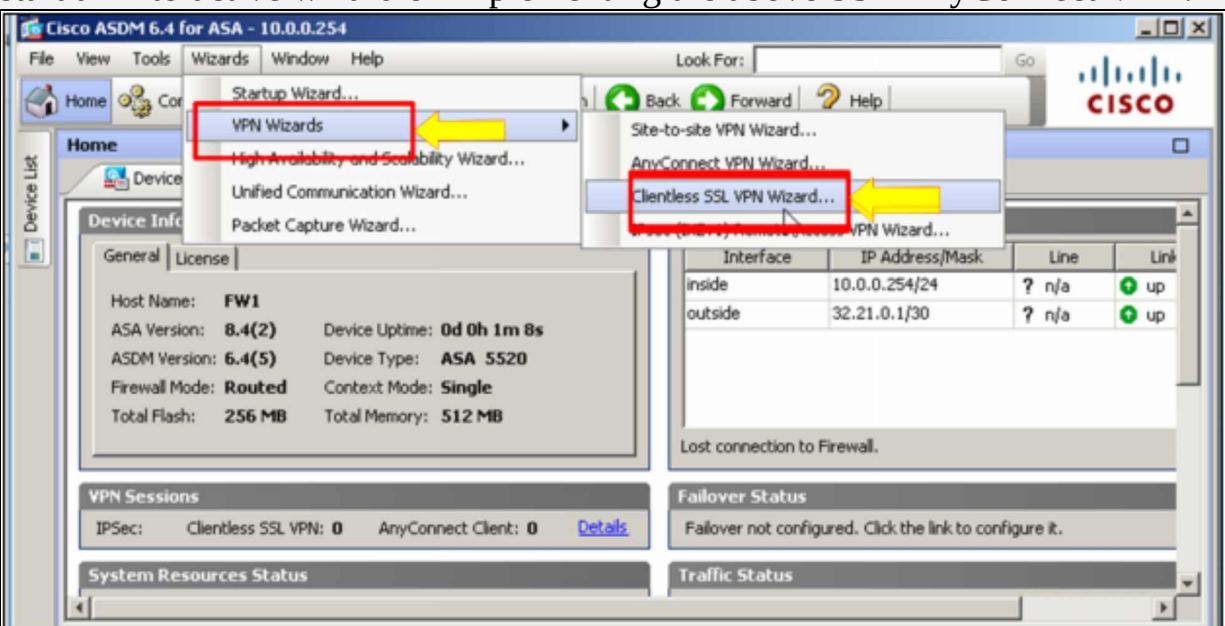 Cisco ASDM 6.4 for ASA - 10.0.0.254
File View Tools Wizards Window Help Look For: Go
Home Back Forward Help
CISCO
Startup Wizard...
VPN Wizards
High Availability and Scalability Wizard...
Unified Communication Wizard...
Packet Capture Wizard...
Site-to-site VPN Wizard...
AnyConnect VPN Wizard...
Clientless SSL VPN Wizard...
VPN Wizard...
Device List
Home
Device
Device Info
General License
Host Name: FW1
ASA Version: 8.4(2) Device Uptime: 0d 0h 1m 8s
ASDM Version: 6.4(5) Device Type: ASA 5520
Firewall Mode: Routed Context Mode: Single
Total Flash: 256 MB Total Memory: 512 MB
Interface IP Address/Mask Line Link
inside 10.0.0.254/24 ? n/a up
outside 32.21.0.1/30 ? n/a up
Lost connection to Firewall.
VPN Sessions
IPSec: Clientless SSL VPN: 0 AnyConnect Client: 0 Details
Failover Status
Failover not configured. Click the link to configure it.
System Resources Status
Traffic Status